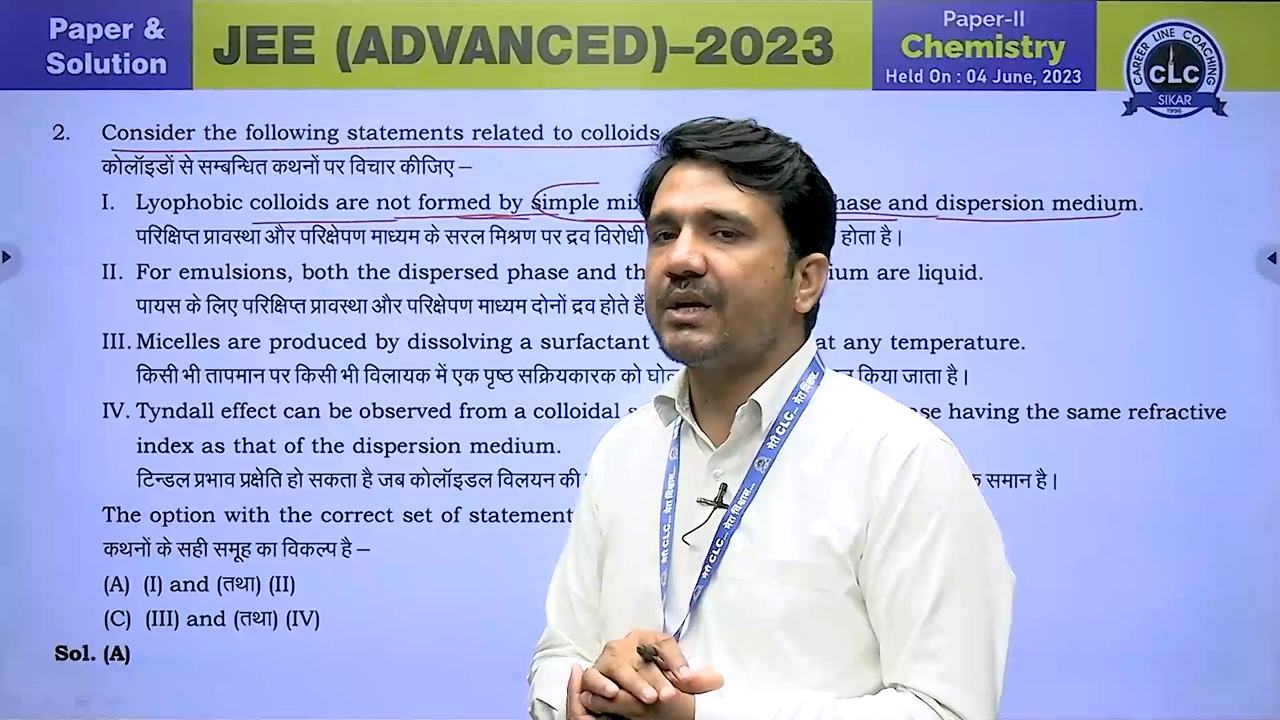 Paper &
Solution
JEE (ADVANCED)–2023
Paper-II
Chemistry
Held On : 04 June, 2023
CAREER LINE COACHING
CLC
SIKAR
1996
2. Consider the following statements related to colloids
कोलॉइडों से सम्बन्धित कथनों पर विचार कीजिए –
I. Lyophobic colloids are not formed by simple phase and dispersion medium.
परिक्षिप्त प्रावस्था और परिक्षेपण माध्यम के सरल मिश्रण पर द्रव विरोधी होता है।
II. For emulsions, both the dispersed phase and are liquid.
पायस के लिए परिक्षिप्त प्रावस्था और परिक्षेपण माध्यम दोनों द्रव होते हैं
III. Micelles are produced by dissolving a surfactant at any temperature.
किसी भी तापमान पर किसी भी विलायक में एक पृष्ठ सक्रियकारक को किया जाता है।
IV. Tyndall effect can be observed from a colloidal having the same refractive
index as that of the dispersion medium.
टिन्डल प्रभाव प्रक्षेति हो सकता है जब कोलॉइडल विलयन की समान है।
The option with the correct set of statement
कथनों के सही समूह का विकल्प है –
(A) (I) and (तथा) (II)
(C) (III) and (तथा) (IV)
Sol. (A)
मेरी CLC... मेरा विश्वास...